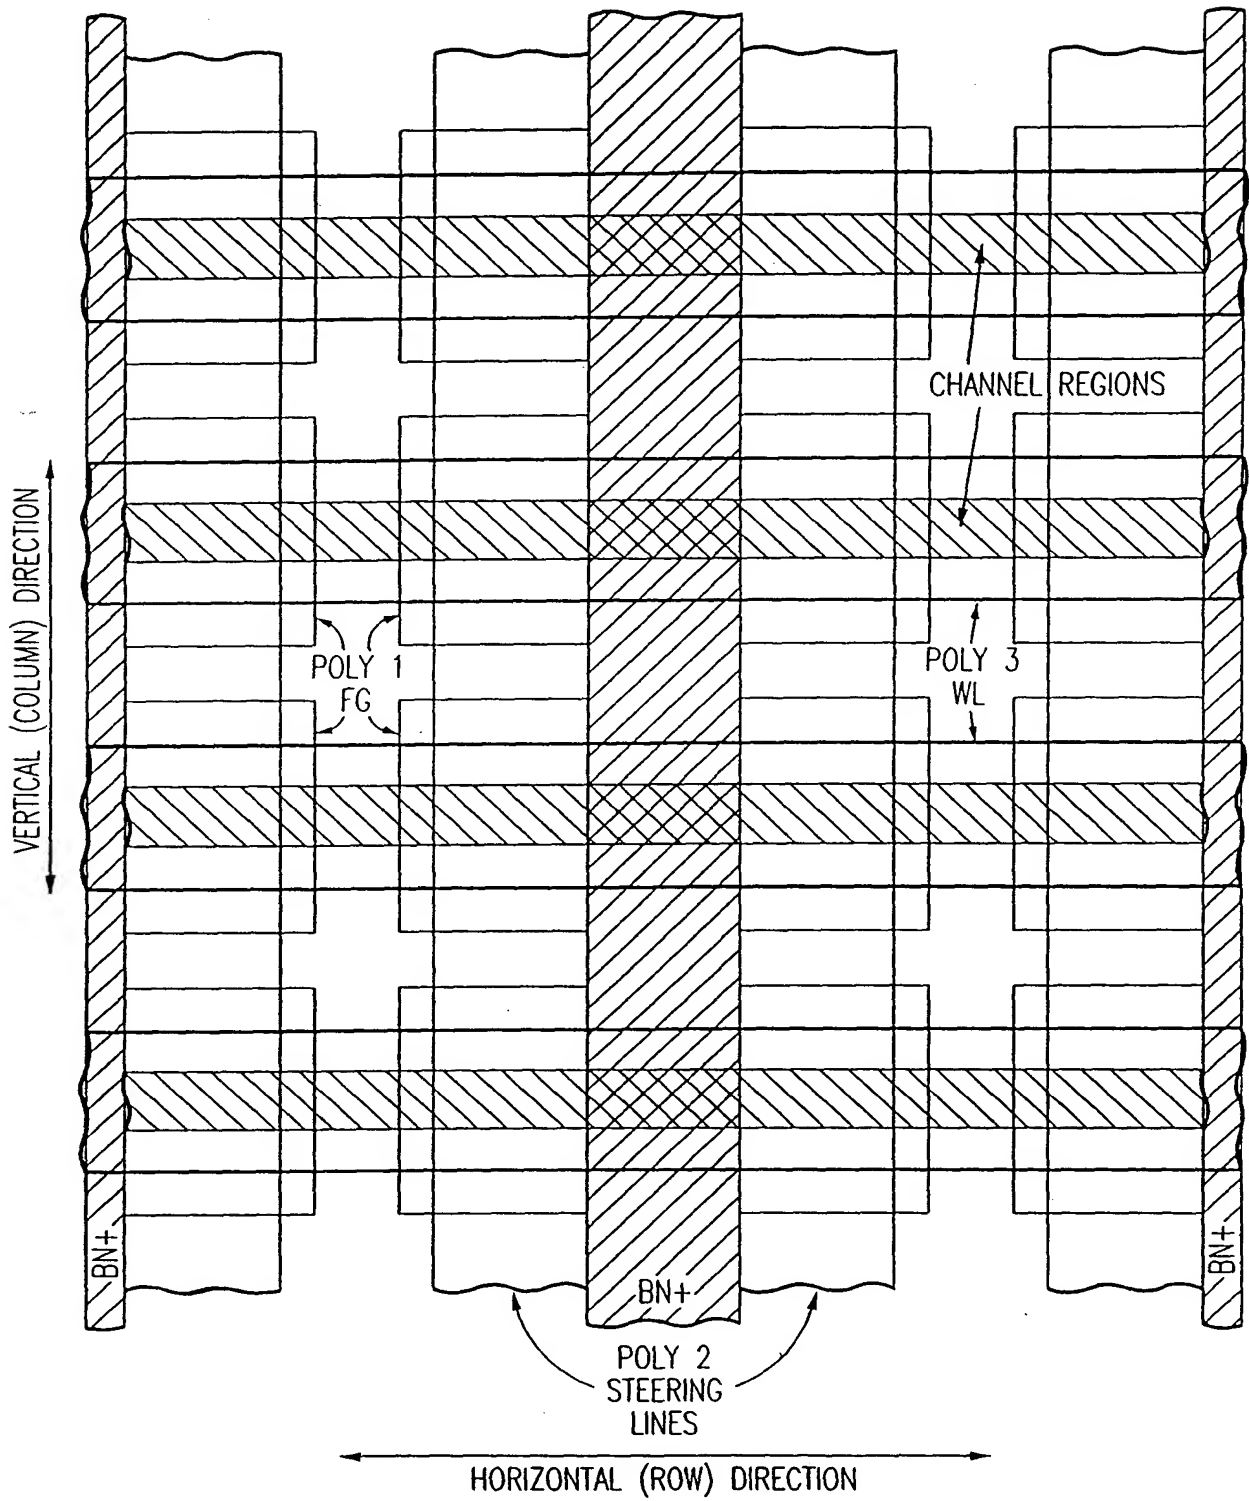 CHANNEL REGIONS
VERTICAL (COLUMN) DIRECTION
POLY 1
FG
POLY 3
WL
BN+
BN+
BN+
POLY 2
STEERING
LINES
HORIZONTAL (ROW) DIRECTION